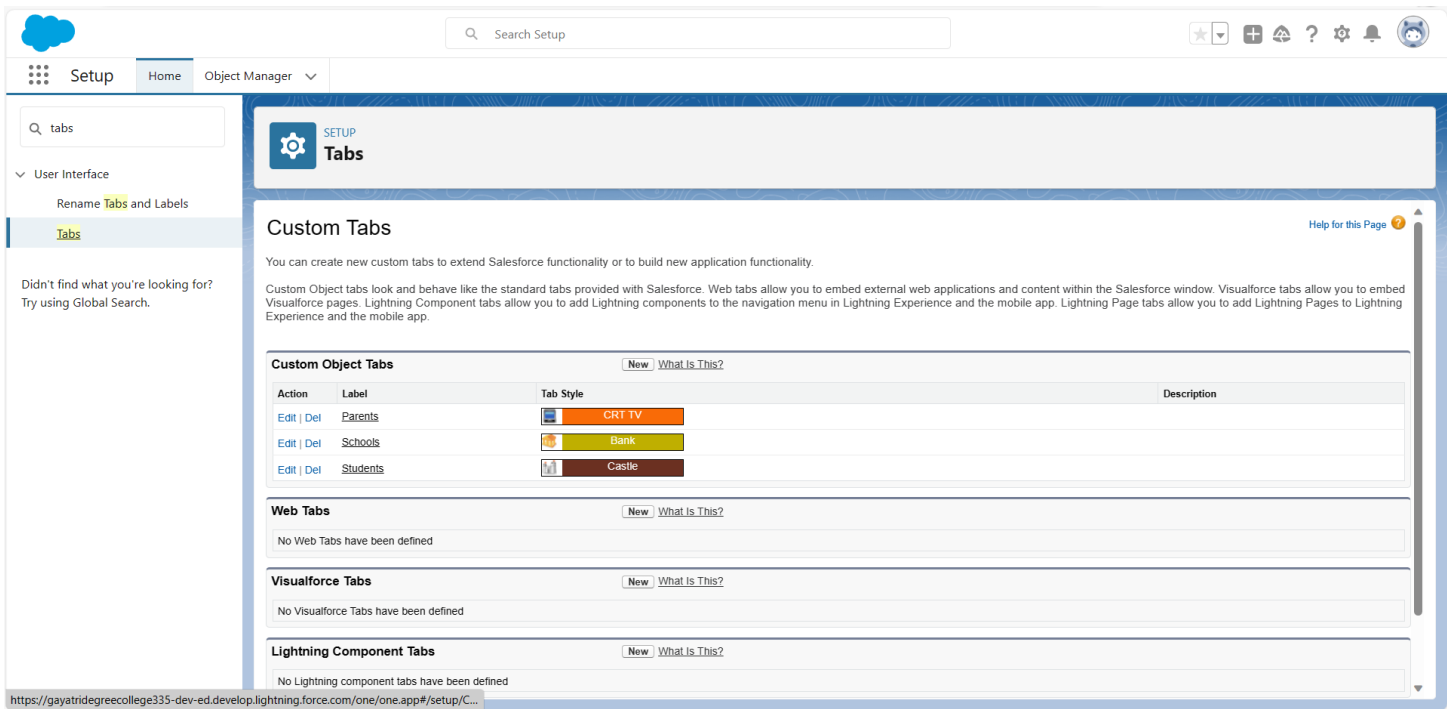 Search Setup
Setup
Home
Object Manager
tabs
User Interface
Rename Tabs and Labels
Tabs
Didn't find what you're looking for?
Try using Global Search.
SETUP
Tabs
Custom Tabs
Help for this Page
You can create new custom tabs to extend Salesforce functionality or to build new application functionality.
Custom Object tabs look and behave like the standard tabs provided with Salesforce. Web tabs allow you to embed external web applications and content within the Salesforce window. Visualforce tabs allow you to embed
Visualforce pages. Lightning Component tabs allow you to add Lightning components to the navigation menu in Lightning Experience and the mobile app. Lightning Page tabs allow you to add Lightning Pages to Lightning
Experience and the mobile app.
Custom Object Tabs New What Is This?
Action Label Tab Style Description
Edit | Del Parents CRT TV
Edit | Del Schools Bank
Edit | Del Students Castle
Web Tabs New What Is This?
No Web Tabs have been defined
Visualforce Tabs New What Is This?
No Visualforce Tabs have been defined
Lightning Component Tabs New What Is This?
No Lightning component tabs have been defined
https://gayatridegreecollege335-dev-ed.develop.lightning.force.com/one/one.app#/setup/C...